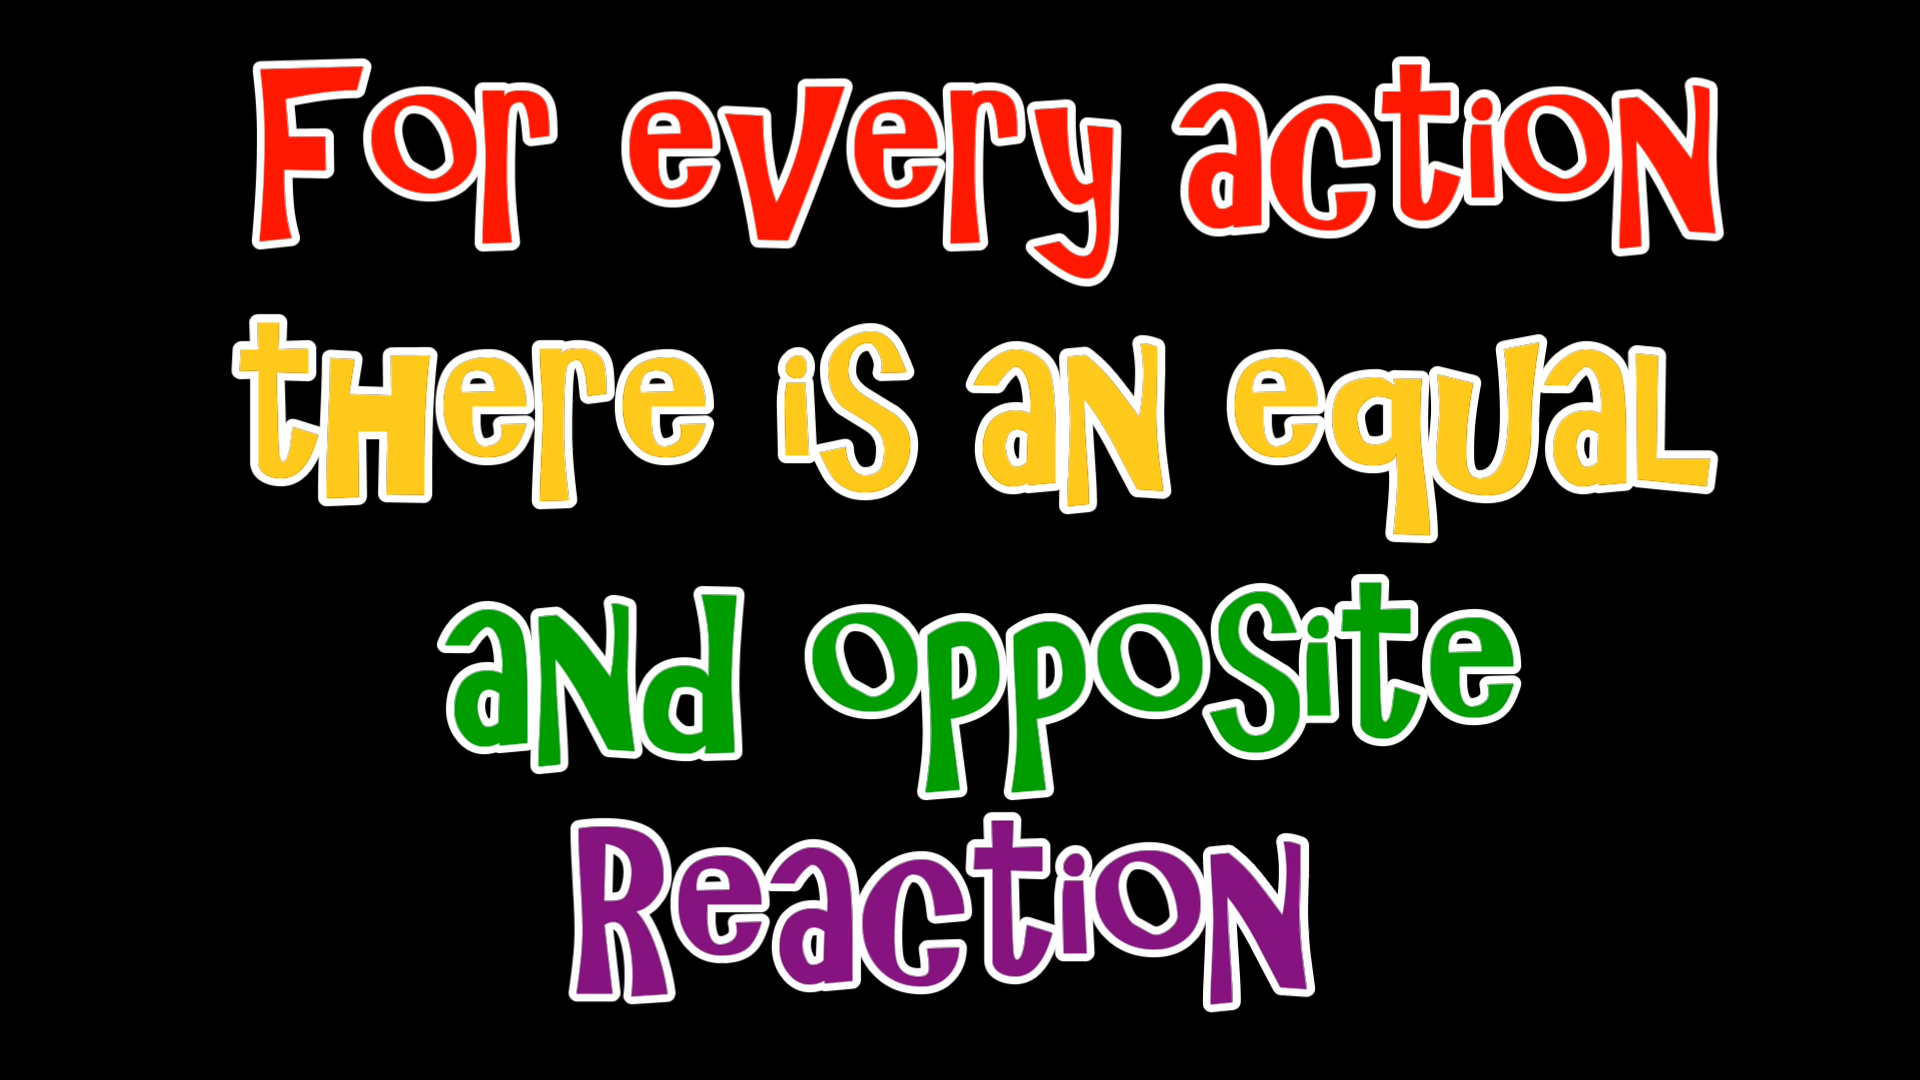 For every action
there is an equal
and opposite
Reaction